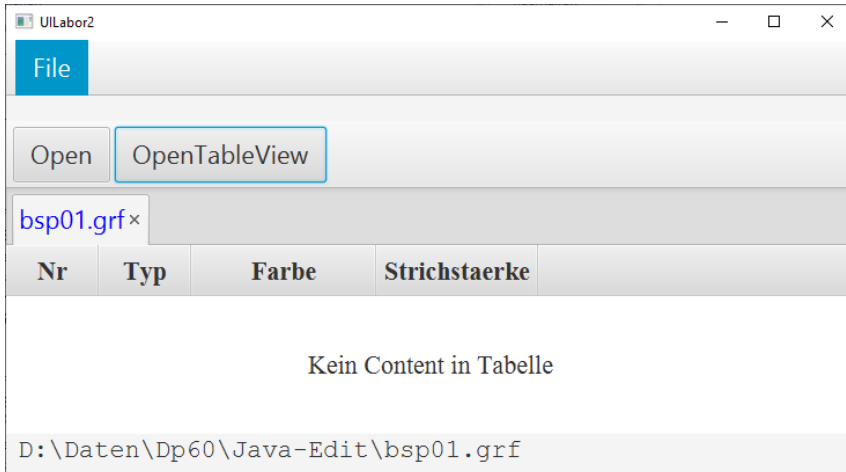 UILabor2
File
Open OpenTableView
bsp01.grf ×
Nr Typ Farbe Strichstaerke
Kein Content in Tabelle
D:\Daten\Dp60\Java-Edit\bsp01.grf